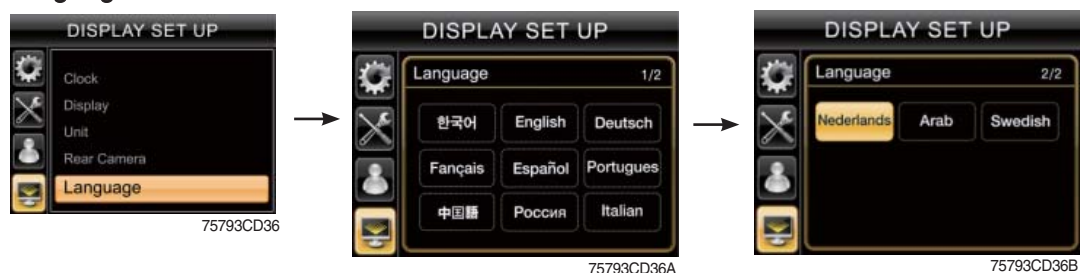 DISPLAY SET UP
Clock
Display
Unit
Rear Camera
Language
75793CD36
DISPLAY SET UP
Language 1/2
한국어 English Deutsch
Fançais Español Portugues
中国語 Россия Italian
75793CD36A
DISPLAY SET UP
Language 2/2
Nederlands Arab Swedish
75793CD36B